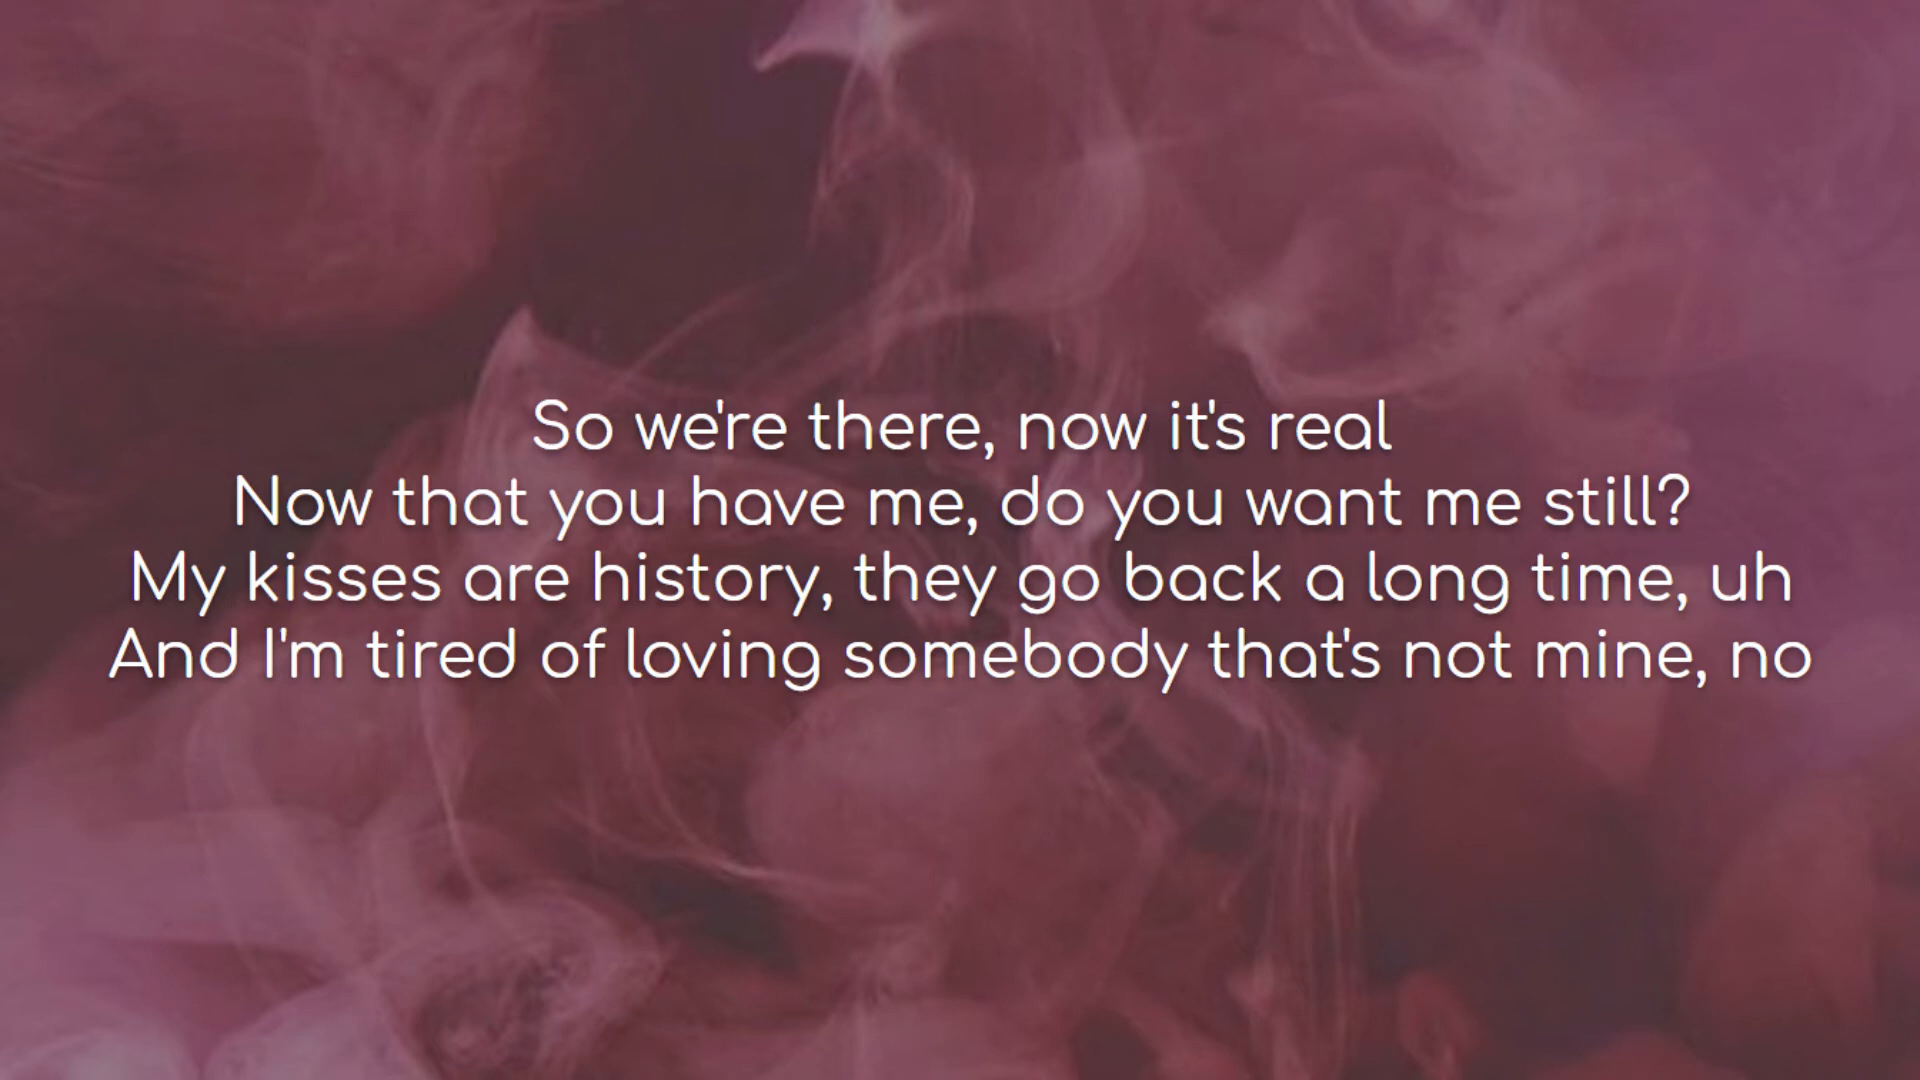 So we're there, now it's real
Now that you have me, do you want me still?
My kisses are history, they go back a long time, uh
And I'm tired of loving somebody that's not mine, no